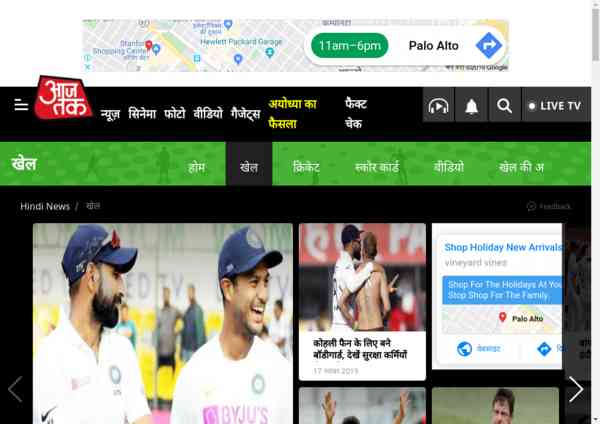 Stanford
Shopping Center
Hewlett Packard Garage
11am–6pm
Palo Alto
आज
तक
न्यूज़ सिनेमा फोटो वीडियो गैजेट्स
अयोध्या का
फैसला
फैक्ट
चेक
LIVE TV
खेल
होम
खेल
क्रिकेट
स्कोर कार्ड
वीडियो
खेल की अ
Hindi News / खेल
Feedback
कोहली फैन के लिए बने
बॉडीगार्ड, देखें सुरक्षा कर्मियों
17 नवंबर 2019
Shop Holiday New Arrivals
vineyard vines
Shop For The Holidays At You
Stop Shop For The Family.
Palo Alto
वेबसाइट
BYJU'S